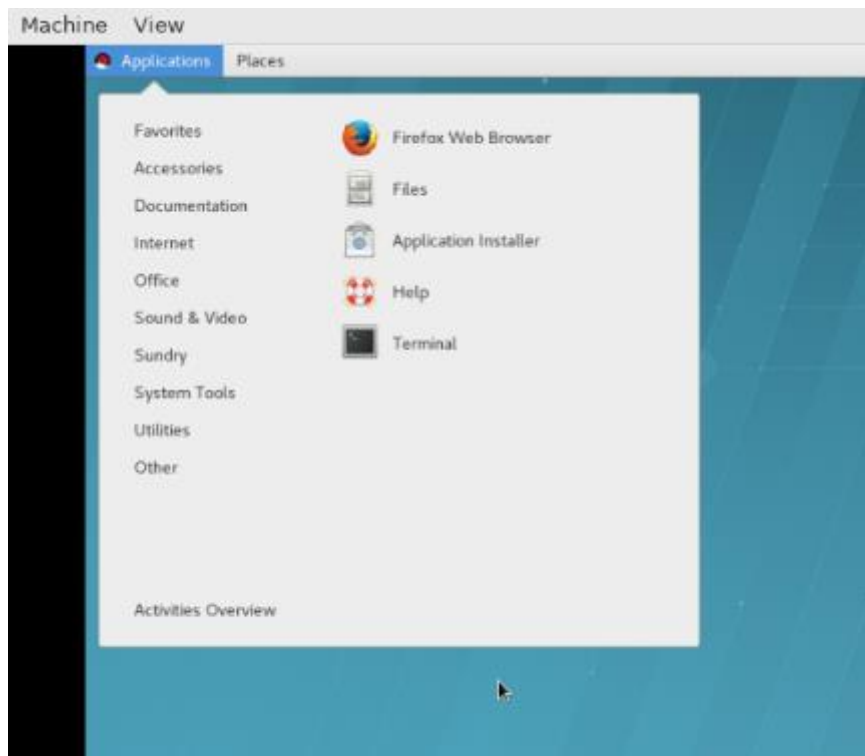 Machine View
Applications Places
Favorites
Accessories
Documentation
Internet
Office
Sound & Video
Sundry
System Tools
Utilities
Other
Activities Overview
Firefox Web Browser
Files
Application Installer
Help
Terminal